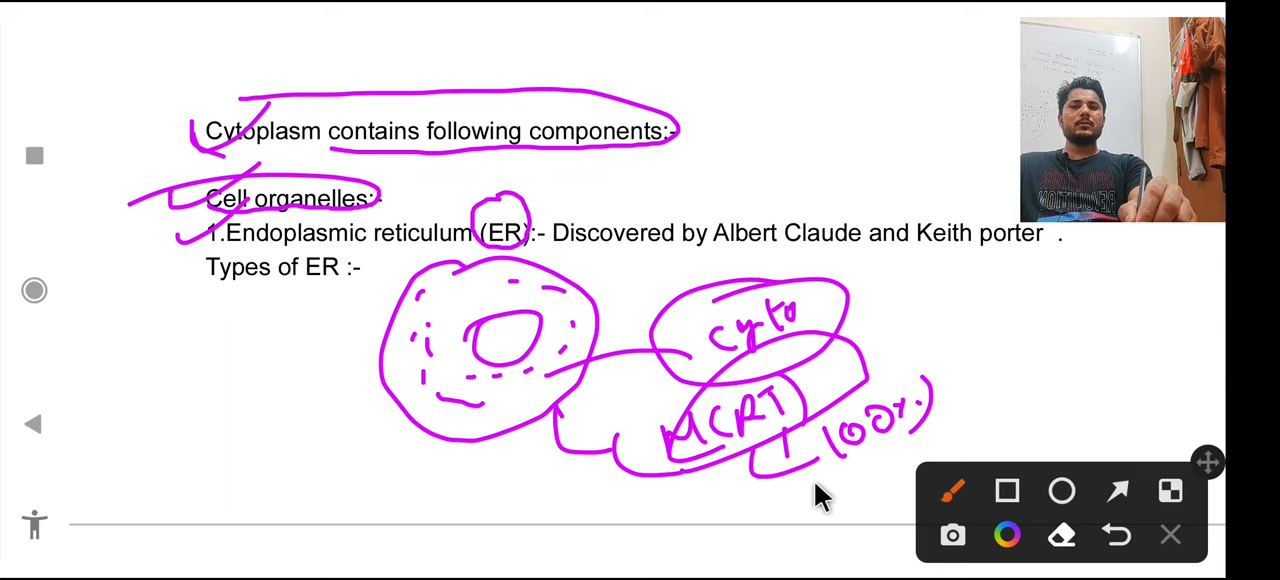 Cytoplasm contains following components:-
Cell organelles:-
1.Endoplasmic reticulum (ER):- Discovered by Albert Claude and Keith porter .
Types of ER :-
Cyto
MCRT
100%)